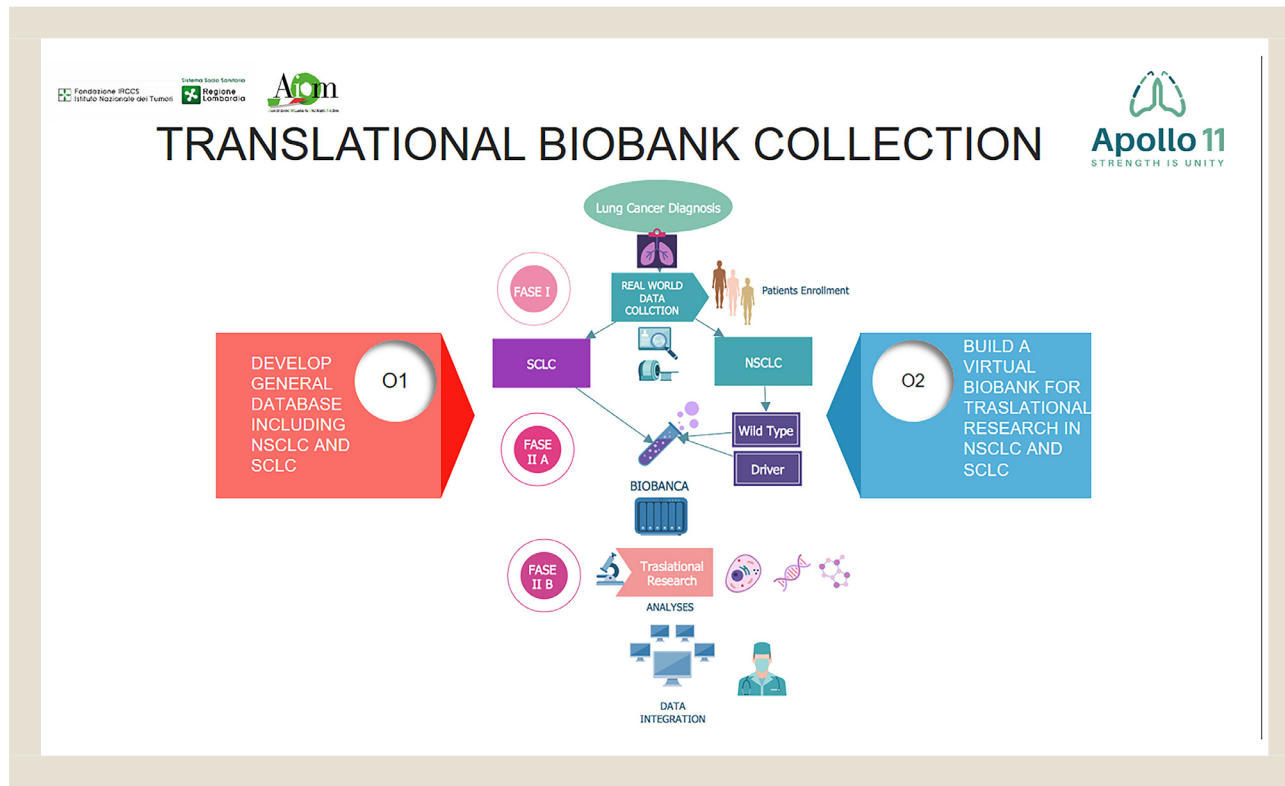 Fondazione IRCCS
Istituto Nazionale dei Tumori
Sistema Socio Sanitario
Regione
Lombardia
Aiom
TRANSLATIONAL BIOBANK COLLECTION
Apollo 11
STRENGTH IS UNITY
Lung Cancer Diagnosis
FASE I
REAL WORLD
DATA
COLLCTION
Patients Enrollment
SCLC
NSCLC
DEVELOP
GENERAL
DATABASE
INCLUDING
NSCLC AND
SCLC
O1
O2
BUILD A
VIRTUAL
BIOBANK FOR
TRASLATIONAL
RESEARCH IN
NSCLC AND
SCLC
FASE
II A
Wild Type
Driver
BIOBANCA
FASE
II B
Traslational
Research
ANALYSES
DATA
INTEGRATION